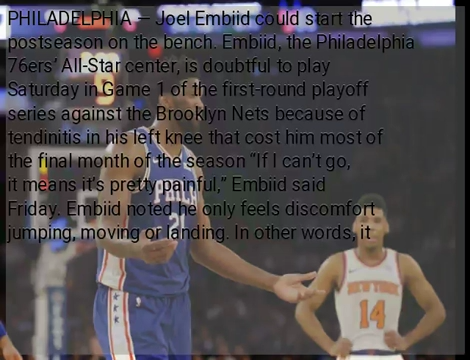 PHILADELPHIA — Joel Embiid could start the
postseason on the bench. Embiid, the Philadelphia
76ers’ All-Star center, is doubtful to play
Saturday in Game 1 of the first-round playoff
series against the Brooklyn Nets because of
tendinitis in his left knee that cost him most of
the final month of the season “If I can’t go,
it means it’s pretty painful,” Embiid said
Friday. Embiid noted he only feels discomfort
jumping, moving or landing. In other words, it
PHILA
2
NEW YORK
14